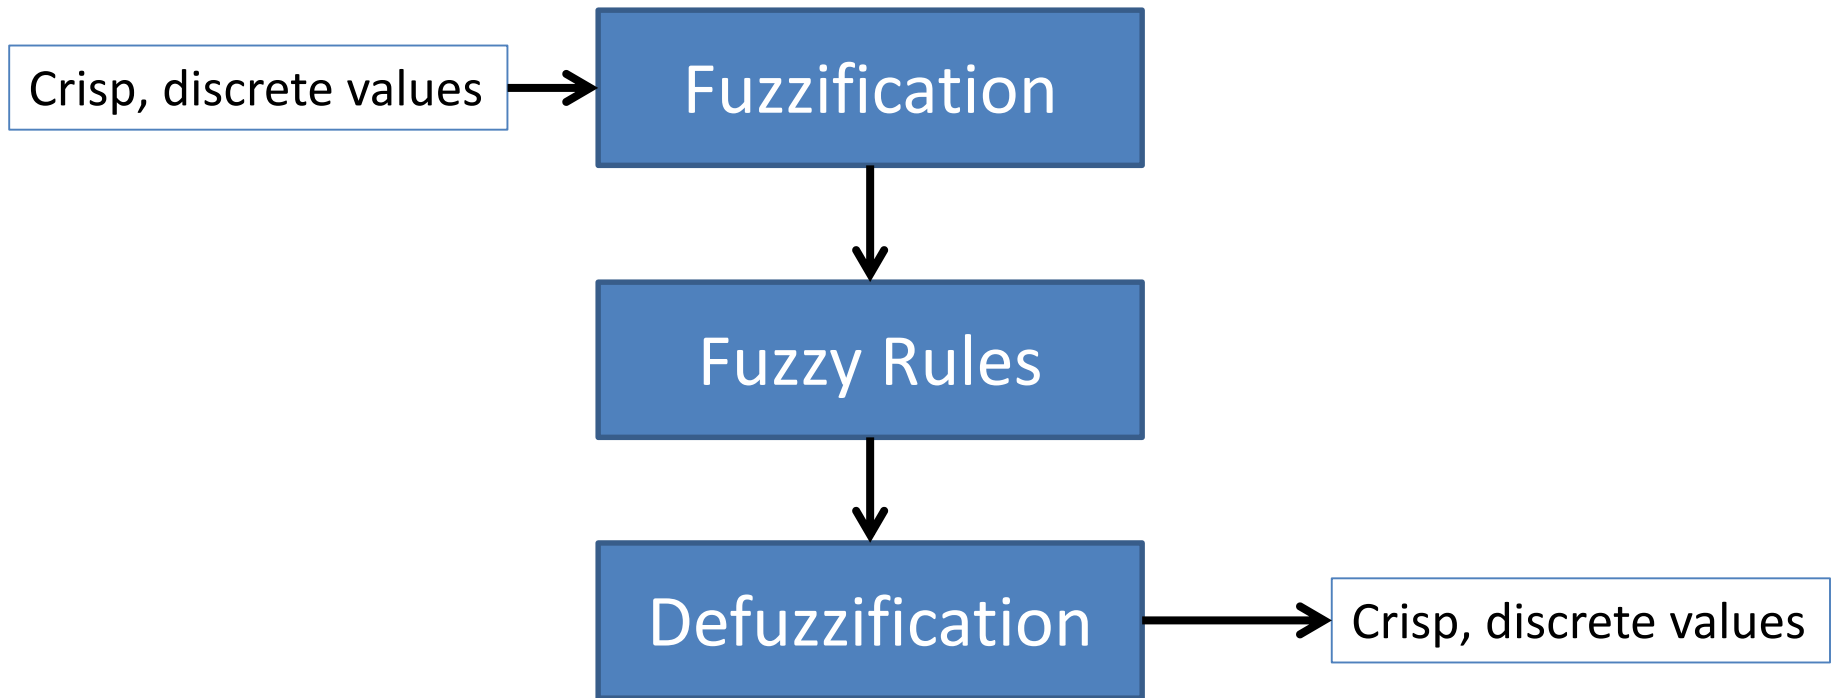 Crisp, discrete values
Fuzzification
Fuzzy Rules
Defuzzification
Crisp, discrete values